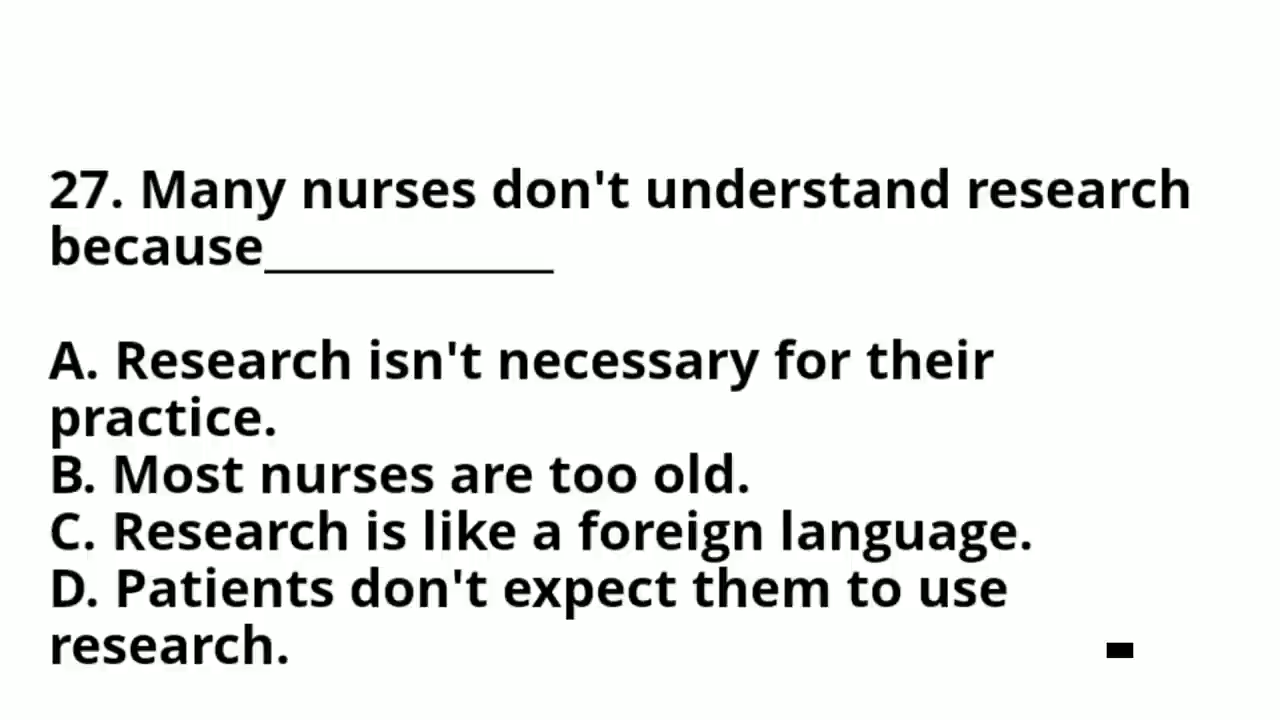 27. Many nurses don't understand research
because_____________
A. Research isn't necessary for their
practice.
B. Most nurses are too old.
C. Research is like a foreign language.
D. Patients don't expect them to use
research.